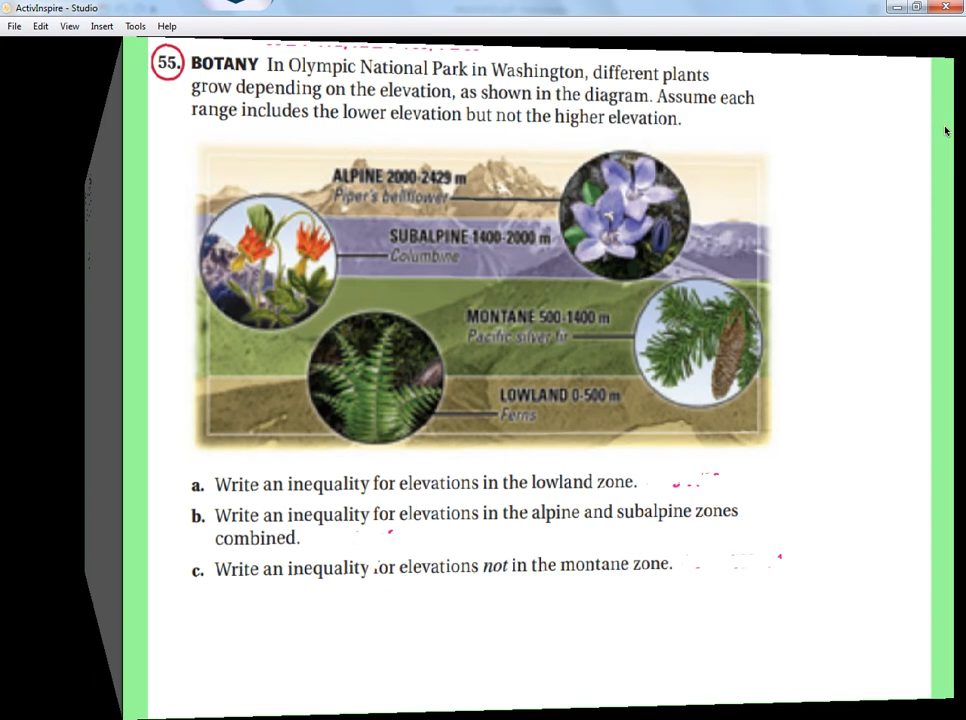 ActivInspire - Studio
File Edit View Insert Tools Help
55. BOTANY In Olympic National Park in Washington, different plants
grow depending on the elevation, as shown in the diagram. Assume each
range includes the lower elevation but not the higher elevation.
ALPINE 2000-2429 m
Piper's bellflower
SUBALPINE 1400-2000 m
Columbine
MONTANE 500-1400 m
Pacific silver fir
LOWLAND 0-500 m
Ferns
a. Write an inequality for elevations in the lowland zone.
b. Write an inequality for elevations in the alpine and subalpine zones
combined.
c. Write an inequality for elevations not in the montane zone.